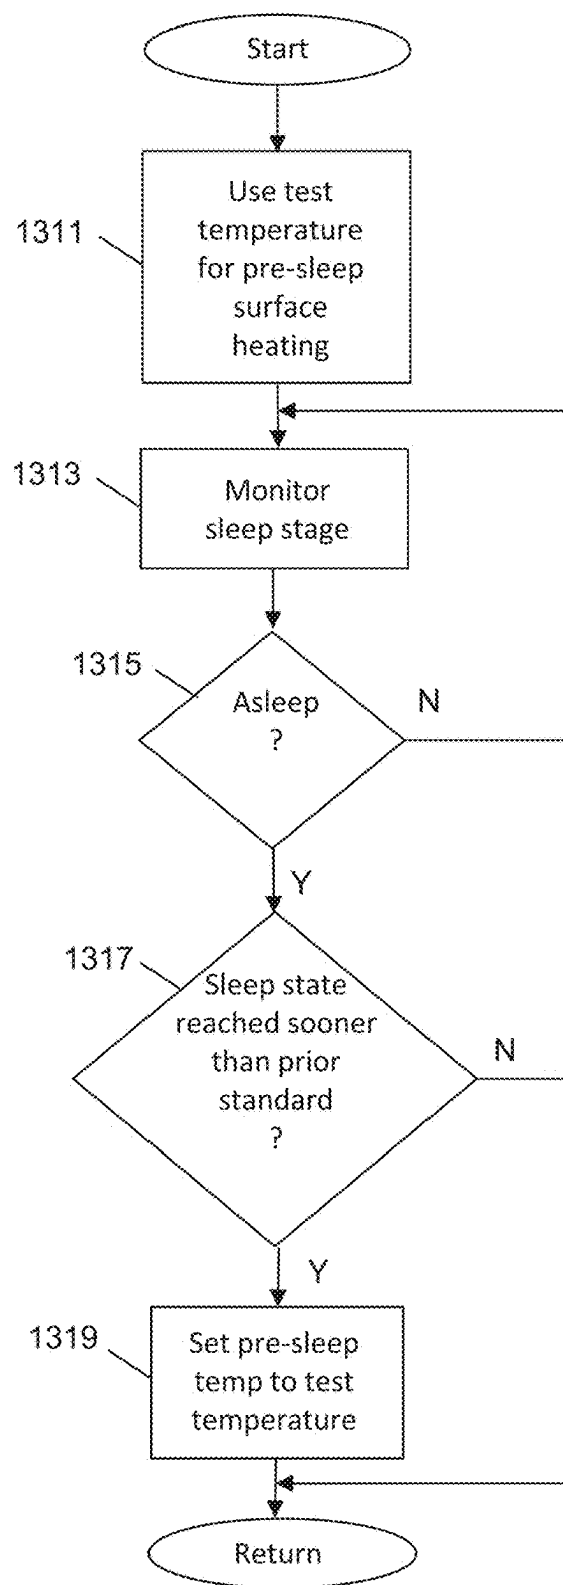 Start
1311
Use test
temperature
for pre-sleep
surface
heating
1313
Monitor
sleep stage
1315
Asleep
?
N
Y
1317
Sleep state
reached sooner
than prior
standard
?
N
Y
1319
Set pre-sleep
temp to test
temperature
Return